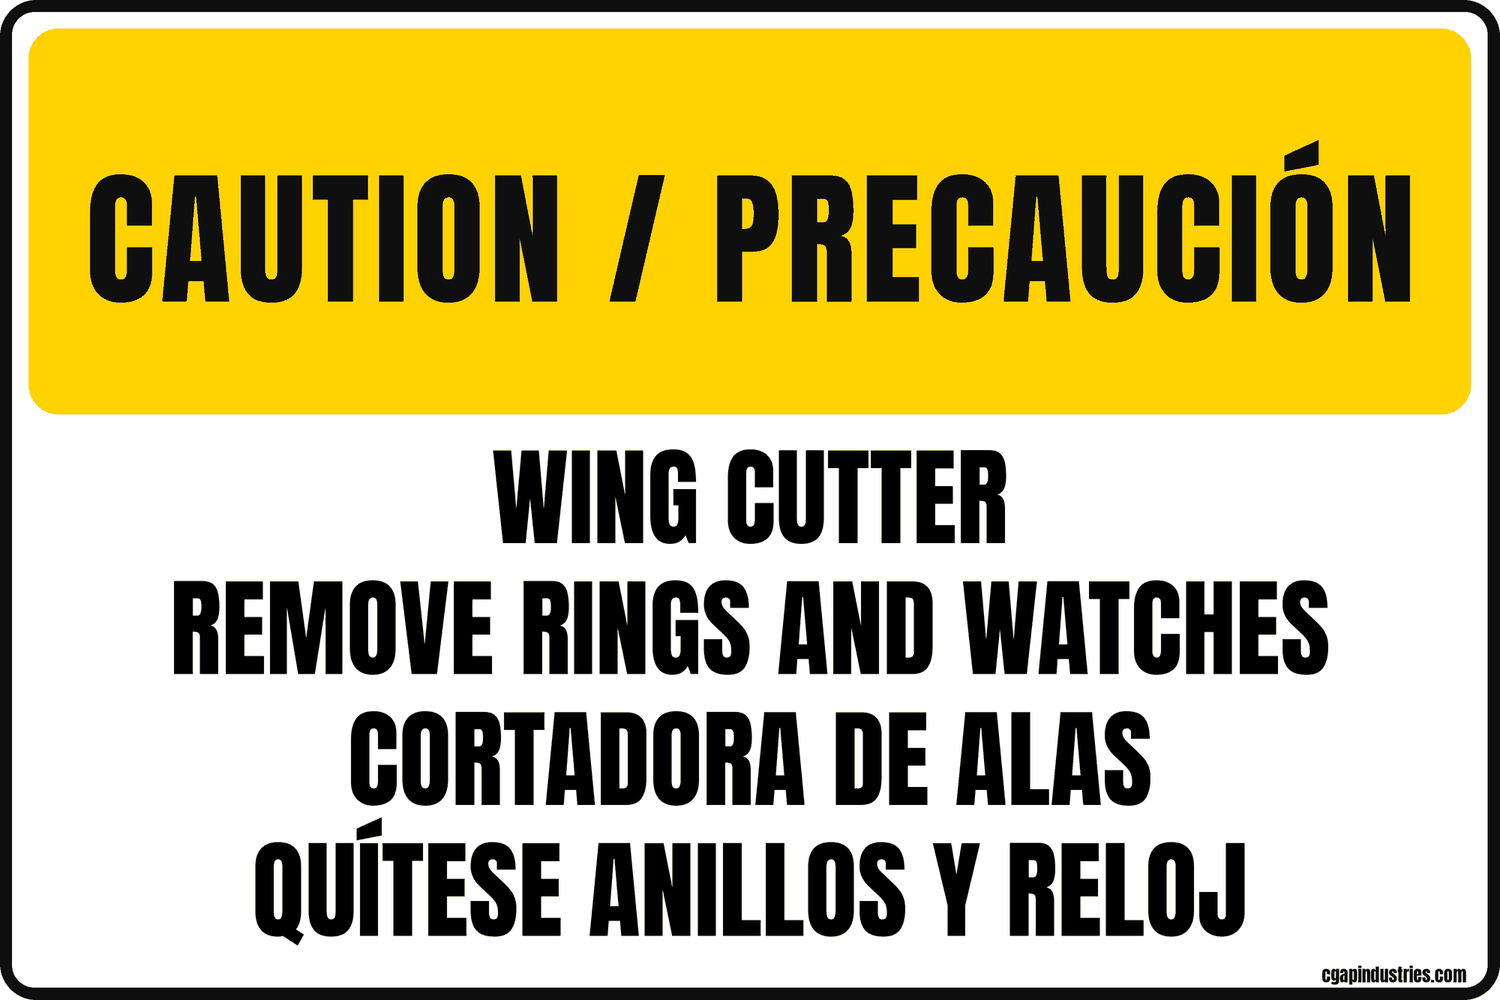 CAUTION / PRECAUCIÓN
WING CUTTER
REMOVE RINGS AND WATCHES
CORTADORA DE ALAS
QUÍTESE ANILLOS Y RELOJ
cgapindustries.com